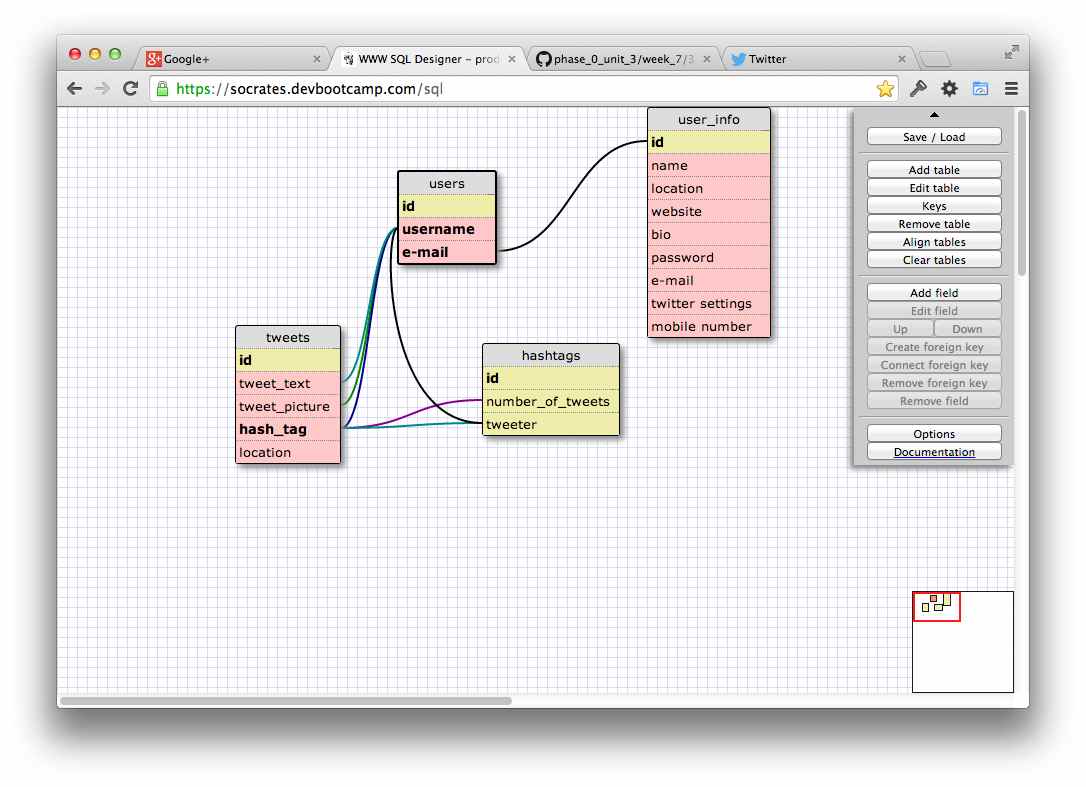 Google+
WWW SQL Designer – prod
phase_0_unit_3/week_7/3
Twitter
https://socrates.devbootcamp.com/sql
users
id
username
e-mail
user_info
id
name
location
website
bio
password
e-mail
twitter settings
mobile number
tweets
id
tweet_text
tweet_picture
hash_tag
location
hashtags
id
number_of_tweets
tweeter
Save / Load
Add table
Edit table
Keys
Remove table
Align tables
Clear tables
Add field
Edit field
Up Down
Create foreign key
Connect foreign key
Remove foreign key
Remove field
Options
Documentation